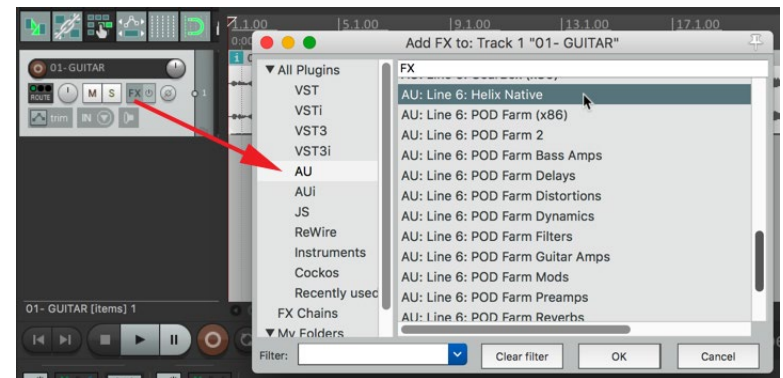 7.1.00 5.1.00 9.1.00 13.1.00 17.1.00
0:00
Add FX to: Track 1 "01- GUITAR"
01-GUITAR
ROUTE M S FX 1
trim IN
All Plugins
VST
VSTi
VST3
VST3i
AU
AUi
JS
ReWire
Instruments
Cockos
Recently used
FX Chains
My Folders
FX
AU: Line 6: Helix Native
AU: Line 6: POD Farm (x86)
AU: Line 6: POD Farm 2
AU: Line 6: POD Farm Bass Amps
AU: Line 6: POD Farm Delays
AU: Line 6: POD Farm Distortions
AU: Line 6: POD Farm Dynamics
AU: Line 6: POD Farm Filters
AU: Line 6: POD Farm Guitar Amps
AU: Line 6: POD Farm Mods
AU: Line 6: POD Farm Preamps
AU: Line 6: POD Farm Reverbs
01- GUITAR [items] 1
Filter: Clear filter OK Cancel